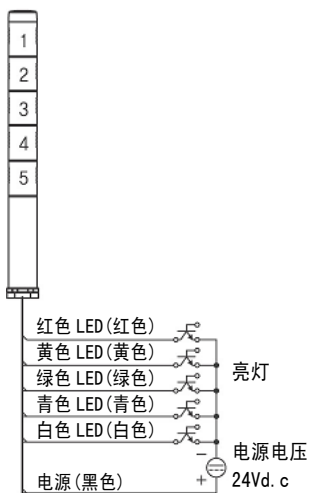 1
2
3
4
5
红色 LED(红色)
黄色 LED(黄色)
绿色 LED(绿色)
亮灯
青色 LED(青色)
白色 LED(白色)
电源电压
−
+
24Vd.c
电源(黑色)